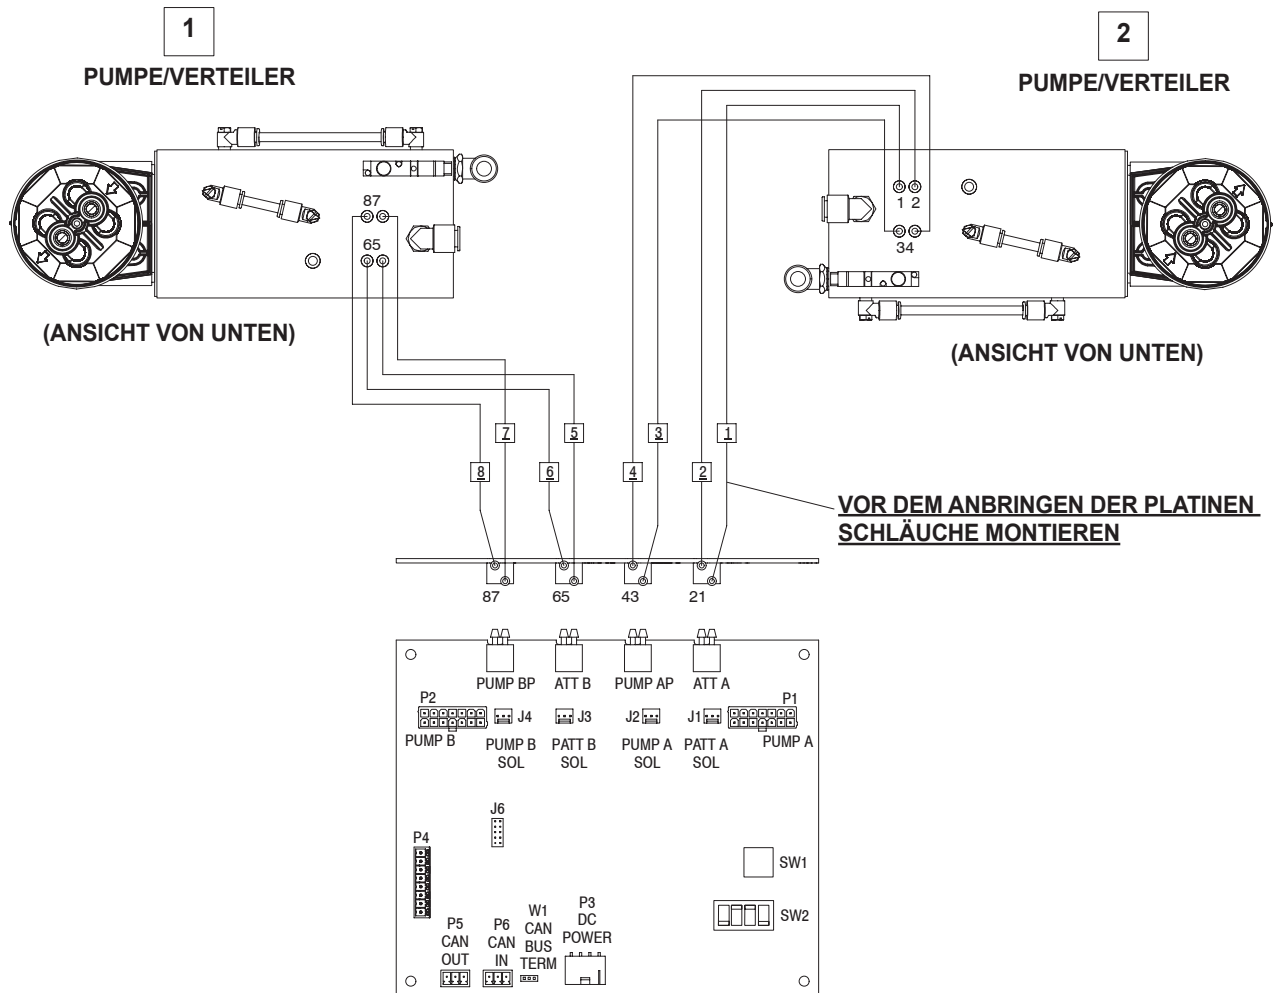 1
PUMPE/VERTEILER
2
PUMPE/VERTEILER
87
65
1 2
34
(ANSICHT VON UNTEN)
(ANSICHT VON UNTEN)
7
5
3
1
8
6
4
2
VOR DEM ANBRINGEN DER PLATINEN
SCHLÄUCHE MONTIEREN
87
65
43
21
PUMP BP
ATT B
PUMP AP
ATT A
P2
P1
J4
J3
J2
J1
PUMP B
PUMP A
PUMP B
SOL
PATT B
SOL
PUMP A
SOL
PATT A
SOL
J6
P4
SW1
SW2
P5
CAN
OUT
P6
CAN
IN
W1
CAN
BUS
TERM
P3
DC
POWER